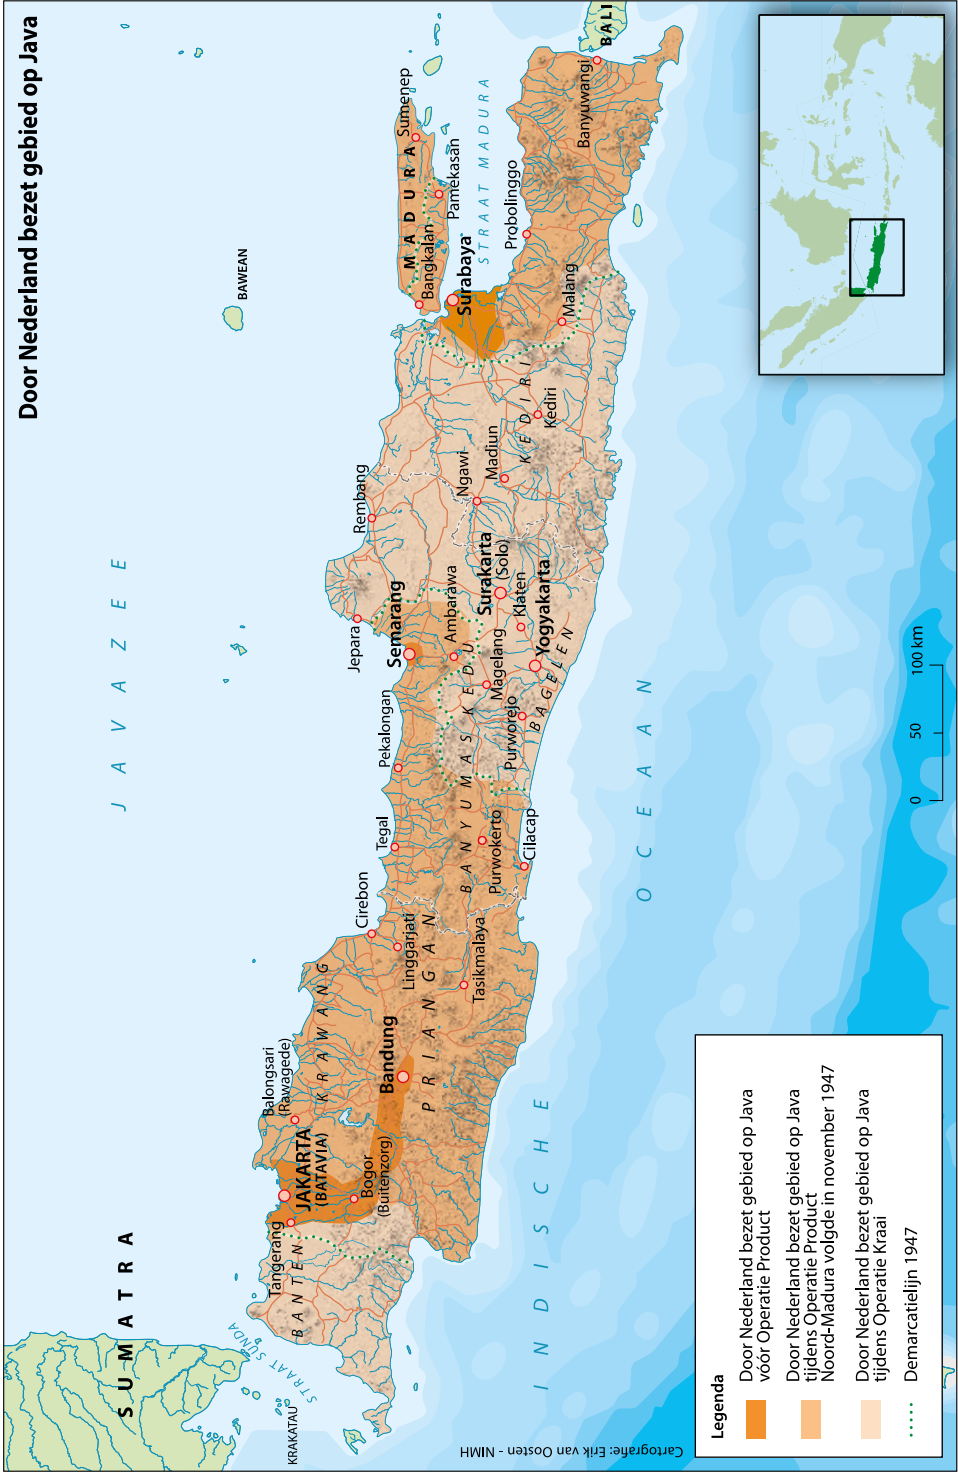 Door Nederland bezet gebied op Java
SUMATRA
JAVAZEE
BAWEAN
BALI
STRAAT SUNDA
KRAKATAU
Tangerang
BANTEN
JAKARTA
(BATAVIA)
Bogor
(Buitenzorg)
Balongsari
(Rawagede)
KRAWANG
Bandung
PRIANGAN
Cirebon
Linggarjati
Tasikmalaya
Tegal
Pekalongan
BANYUMAS
Purwokerto
Cilacap
KEDU
Semarang
Jepara
Ambarawa
Magelang
Purworejo
BAGELEN
Yogyakarta
Klaten
Surakarta
(Solo)
Rembang
Ngawi
Madiun
KEDIRI
Kediri
Malang
Surabaya
MADURA
Bangkalan
Pamekasan
Sumenep
STRAAT MADURA
Probolinggo
Banyuwangi
INDISCHE
OCEAAN
0 50 100 km
Legenda
Door Nederland bezet gebied op Java
vóór Operatie Product
Door Nederland bezet gebied op Java
tijdens Operatie Product
Noord-Madura volgde in november 1947
Door Nederland bezet gebied op Java
tijdens Operatie Kraai
Demarcatielijn 1947
Cartografie: Erik van Oosten - NIMH